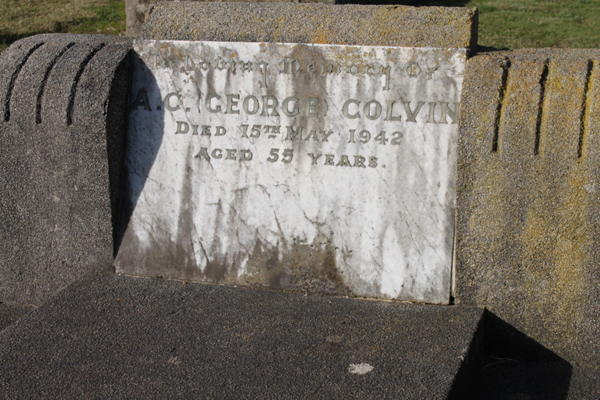 In Loving Memory Of
A.C. (GEORGE) COLVIN
DIED 15TH MAY 1942
AGED 55 YEARS.